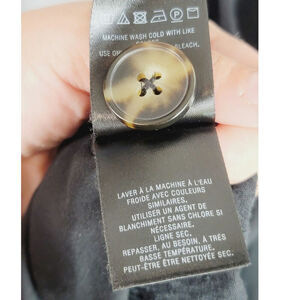 MACHINE WASH COLD WITH LIKE
USE ON
BLEACH.
LAVER À LA MACHINE À L'EAU
FROIDE AVEC COULEURS
SIMILAIRES.
UTILISER UN AGENT DE
BLANCHIMENT SANS CHLORE SI
NÉCESSAIRE.
LIGNE SEC.
REPASSER, AU BESOIN, À TRÈS
BASSE TEMPÉRATURE.
PEUT-ÊTRE ÊTRE NETTOYÉE SEC.